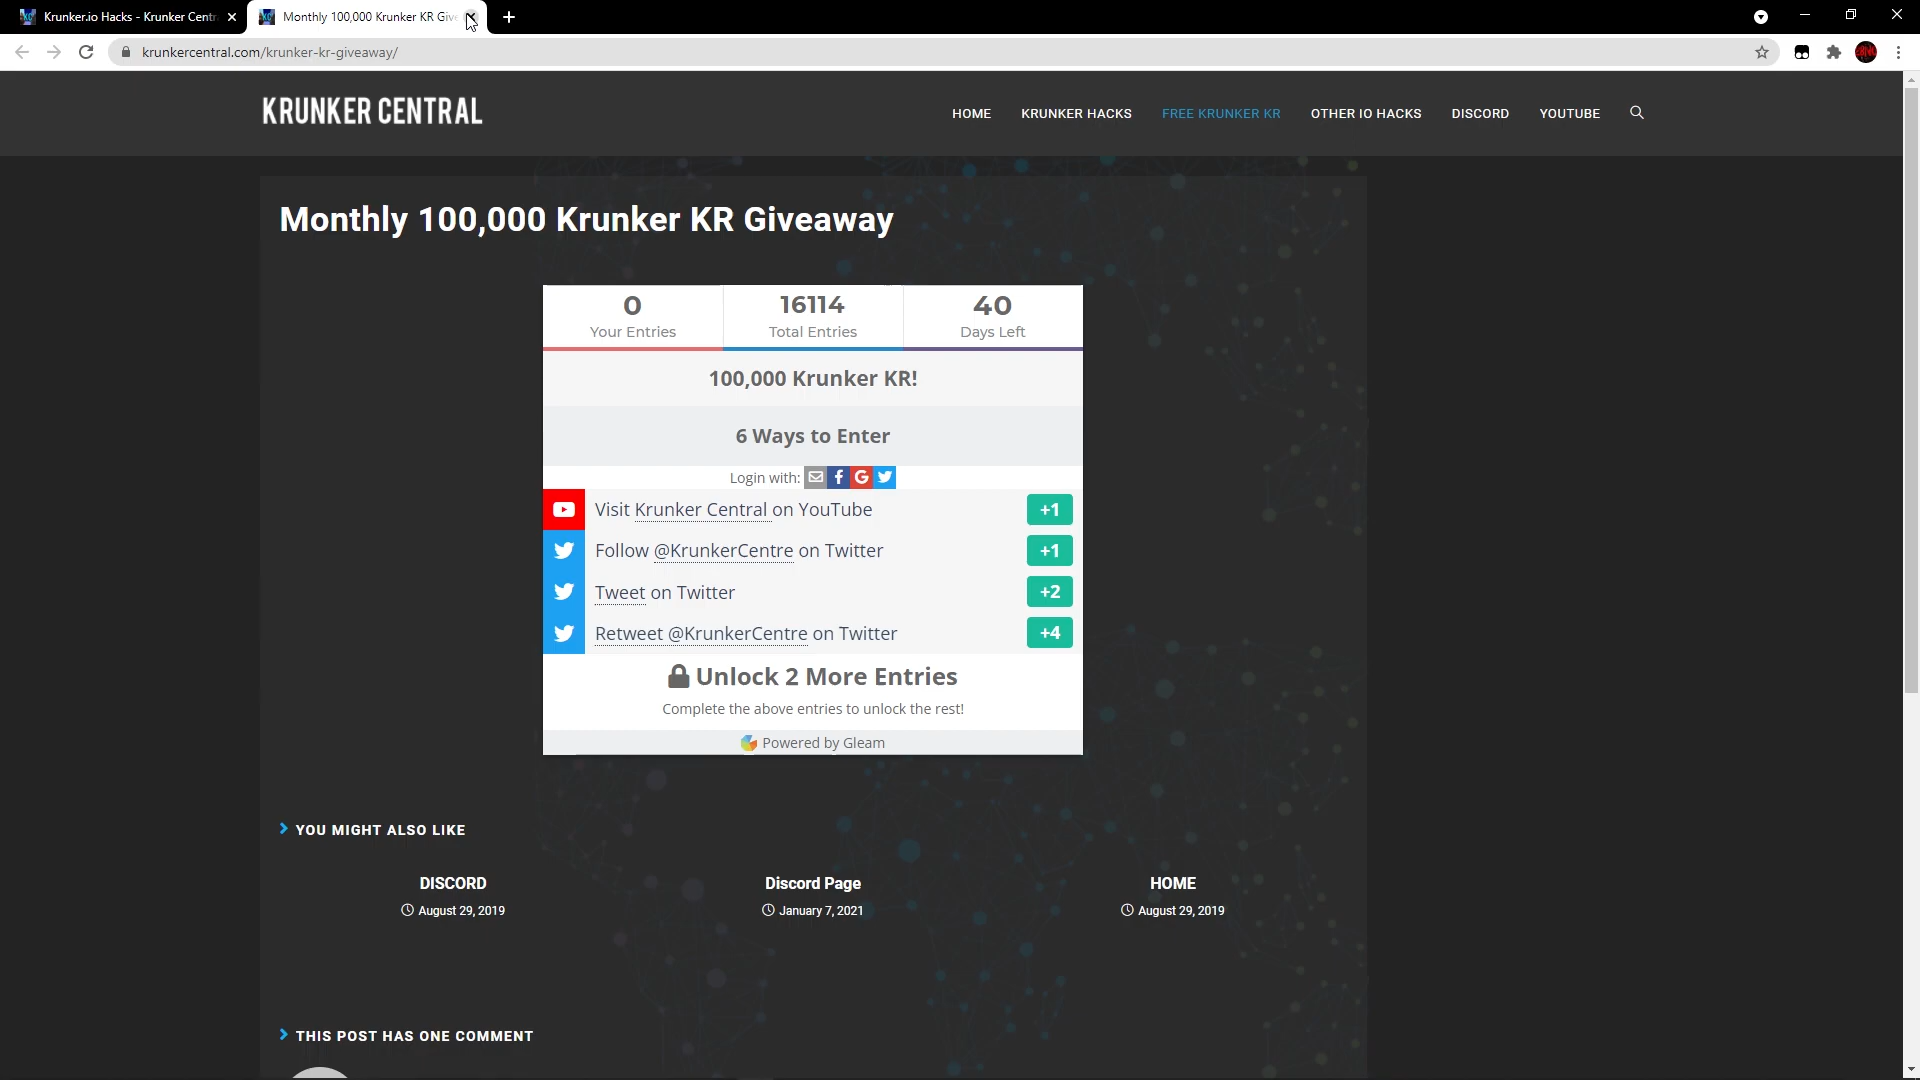 Krunker.io Hacks - Krunker Centr
Monthly 100,000 Krunker KR Give
krunkercentral.com/krunker-kr-giveaway/
KRUNKER CENTRAL
HOME
KRUNKER HACKS
FREE KRUNKER KR
OTHER IO HACKS
DISCORD
YOUTUBE
Monthly 100,000 Krunker KR Giveaway
0
Your Entries
16114
Total Entries
40
Days Left
100,000 Krunker KR!
6 Ways to Enter
Login with:
Visit Krunker Central on YouTube
+1
Follow @KrunkerCentre on Twitter
+1
Tweet on Twitter
+2
Retweet @KrunkerCentre on Twitter
+4
Unlock 2 More Entries
Complete the above entries to unlock the rest!
Powered by Gleam
YOU MIGHT ALSO LIKE
DISCORD
August 29, 2019
Discord Page
January 7, 2021
HOME
August 29, 2019
THIS POST HAS ONE COMMENT